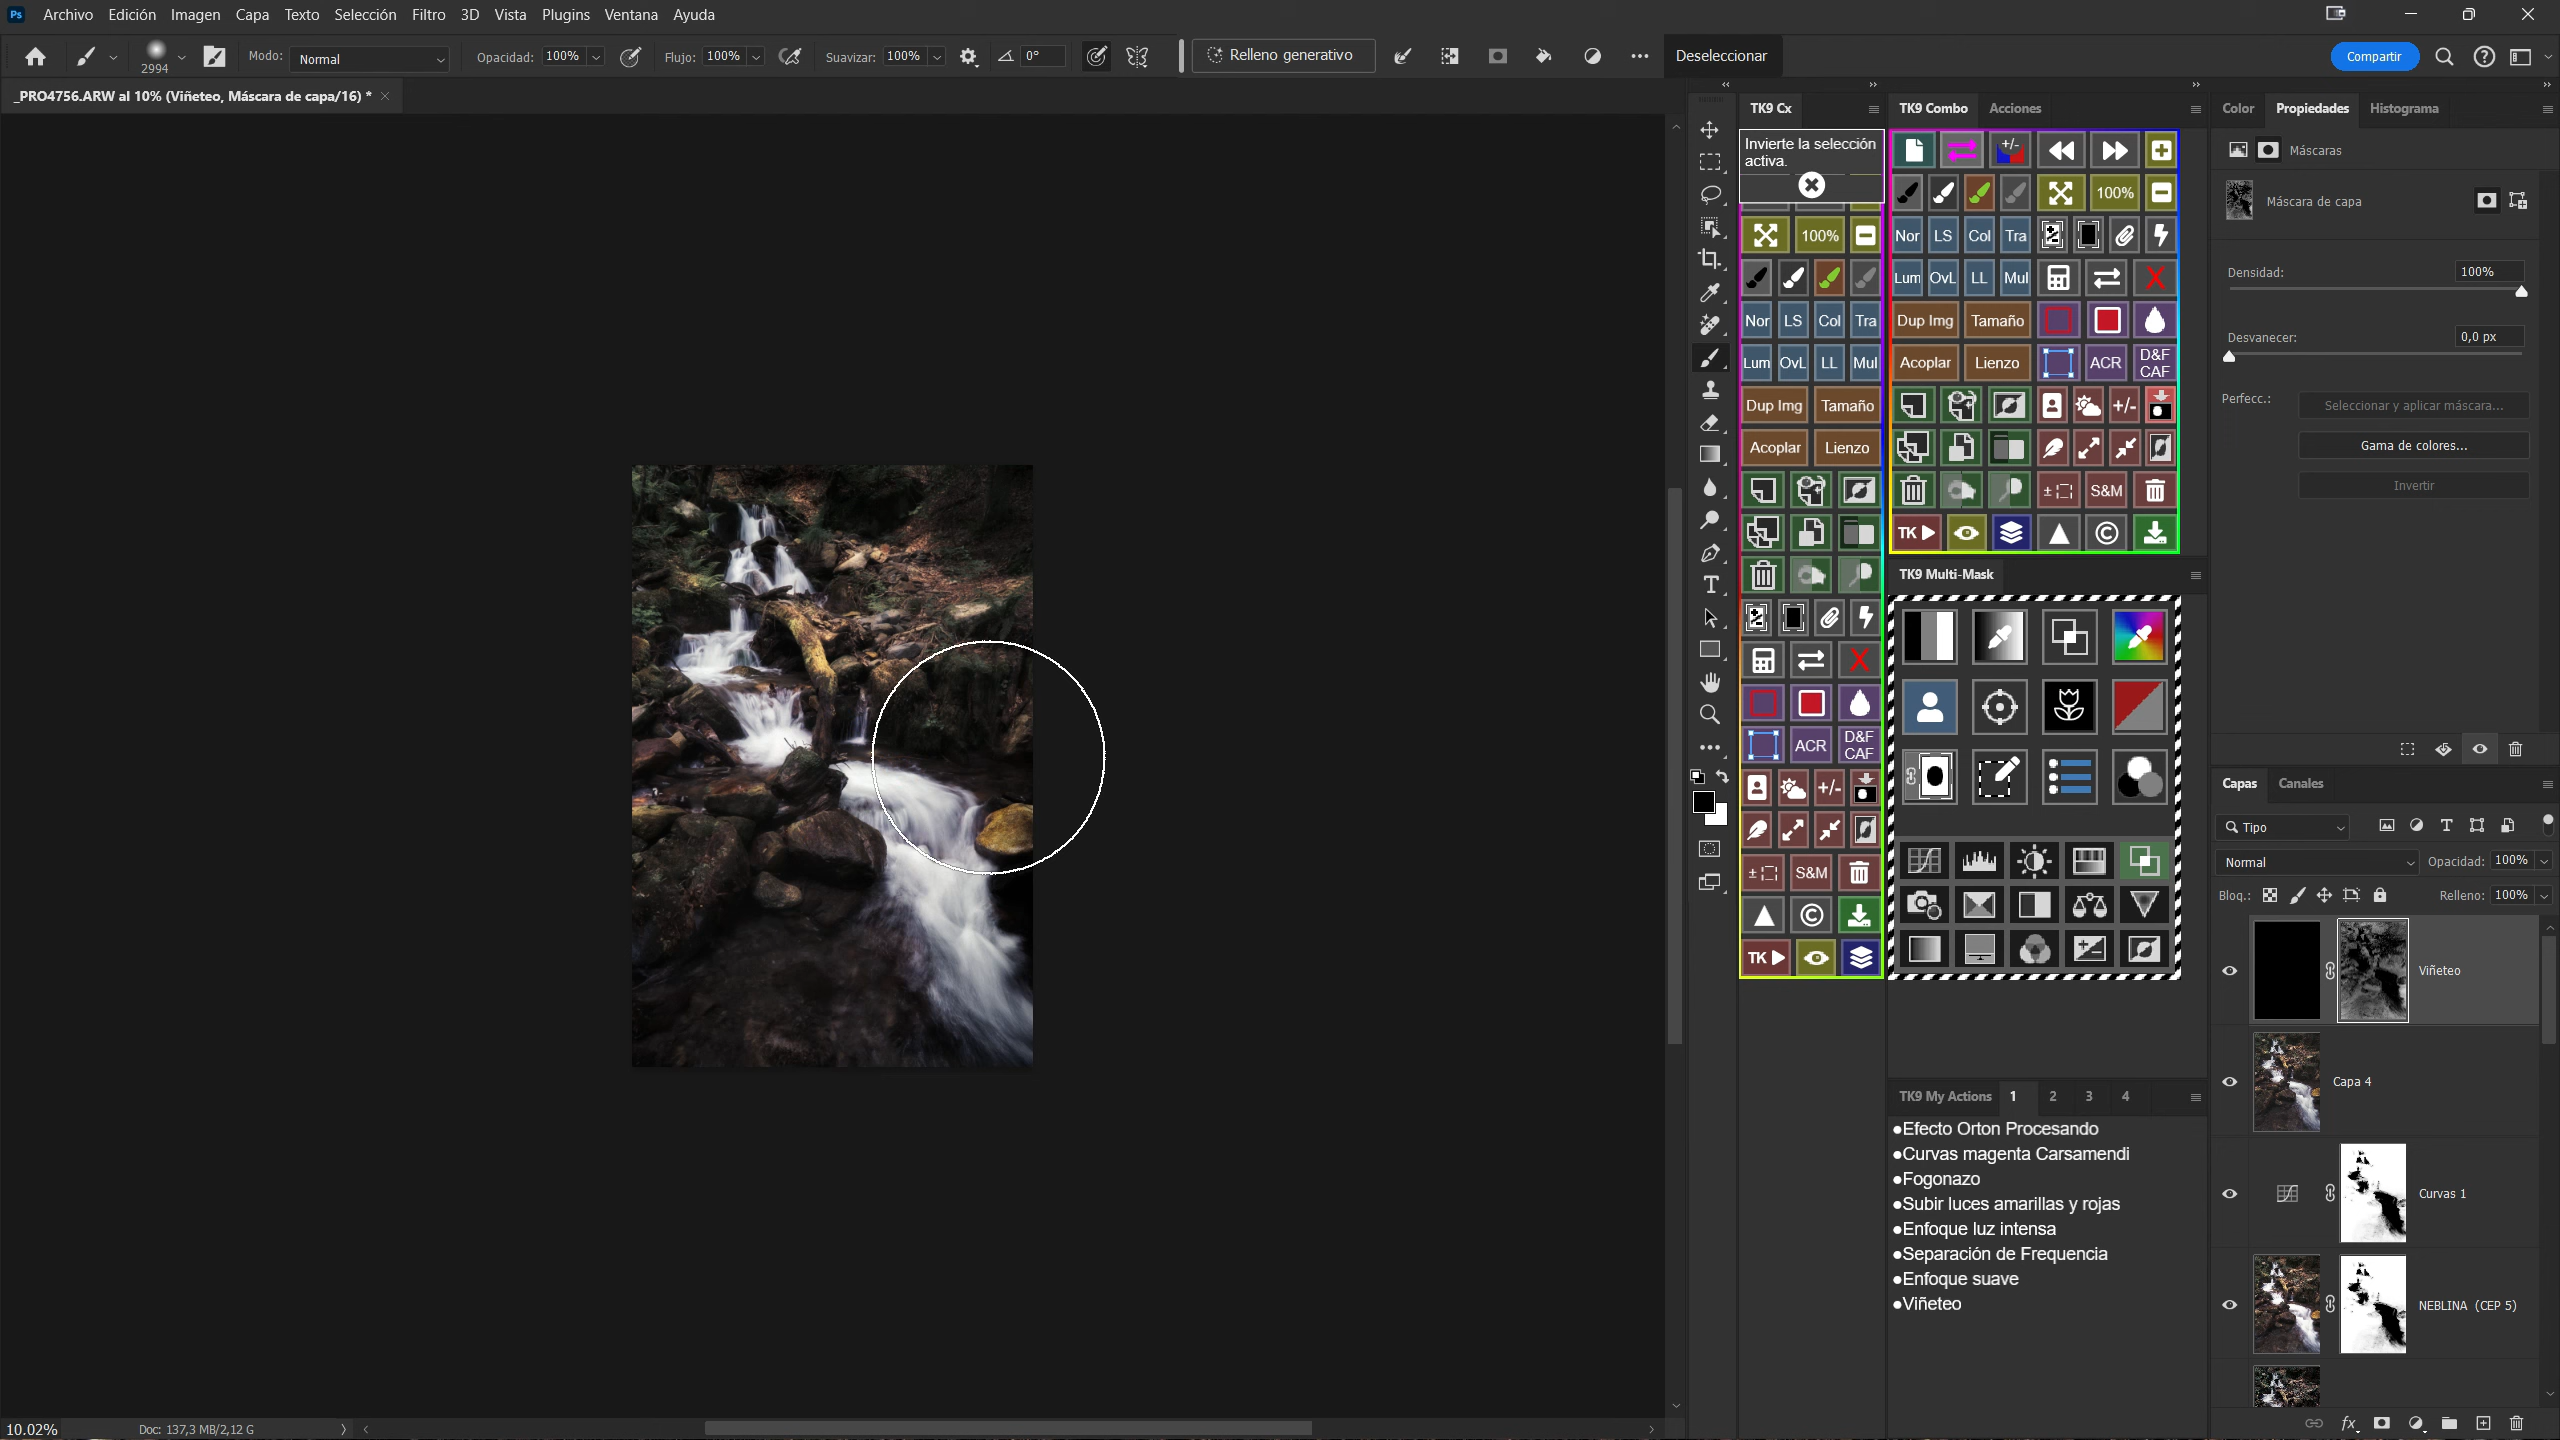 Ps Archivo Edición Imagen Capa Texto Selección Filtro 3D Vista Plugins Ventana Ayuda
2994 Modo: Normal Opacidad: 100% Flujo: 100% Suavizar: 100% 0° Relleno generativo Deseleccionar Compartir
_PRO4756.ARW al 10% (Viñeteo, Máscara de capa/16) *
TK9 Cx
Invierte la selección
activa.
100%
Nor LS Col Tra
Lum OvL LL Mul
Dup Img Tamaño
Acoplar Lienzo
ACR D&F
CAF
+/-
S&M
TK
TK9 Combo Acciones
+/-
100%
Nor LS Col Tra
Lum OvL LL Mul
Dup Img Tamaño
Acoplar Lienzo ACR D&F
CAF
+/-
S&M
TK
TK9 Multi-Mask
TK9 My Actions 1 2 3 4
●Efecto Orton Procesando
●Curvas magenta Carsamendi
●Fogonazo
●Subir luces amarillas y rojas
●Enfoque luz intensa
●Separación de Frequencia
●Enfoque suave
●Viñeteo
Color Propiedades Histograma
Máscaras
Máscara de capa
Densidad: 100%
Desvanecer: 0,0 px
Perfecc.: Seleccionar y aplicar máscara...
Gama de colores...
Invertir
Capas Canales
Tipo
Normal Opacidad: 100%
Bloq.: Relleno: 100%
Viñeteo
Capa 4
Curvas 1
NEBLINA (CEP 5)
fx
10.02% Doc: 137,3 MB/2,12 G